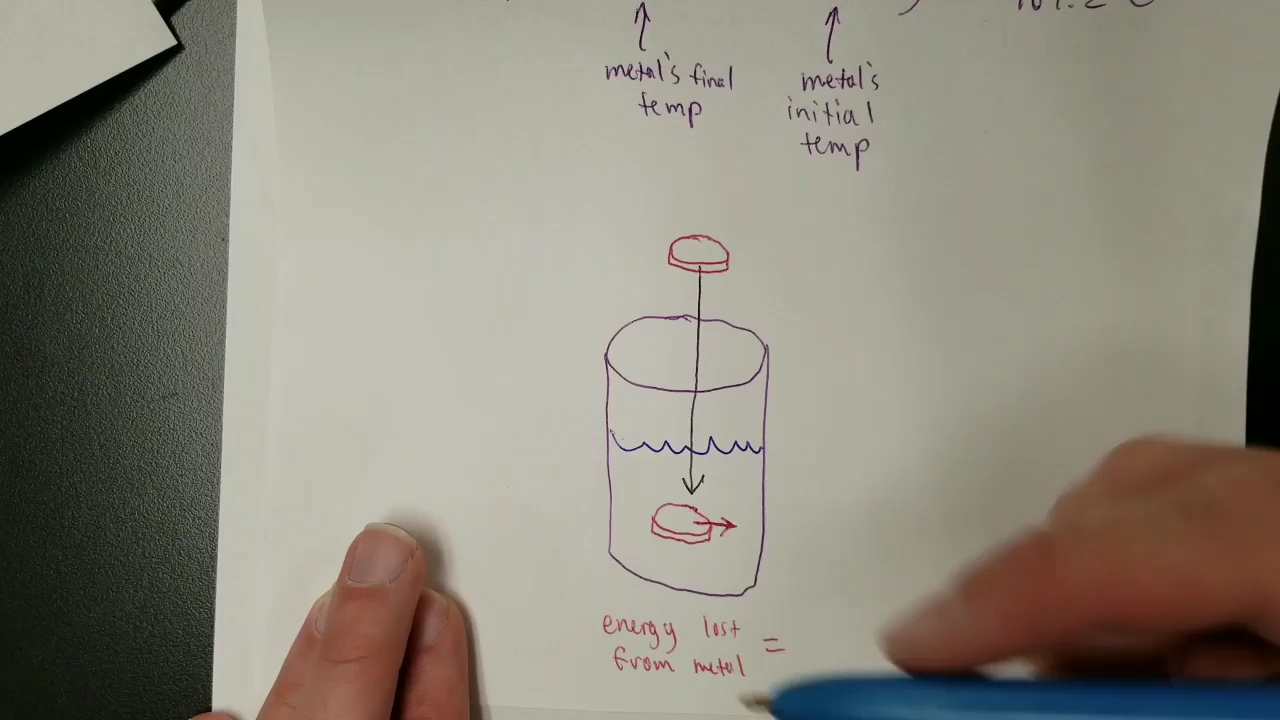 metal's final
temp
metal's
initial
temp
energy lost
from metal
=